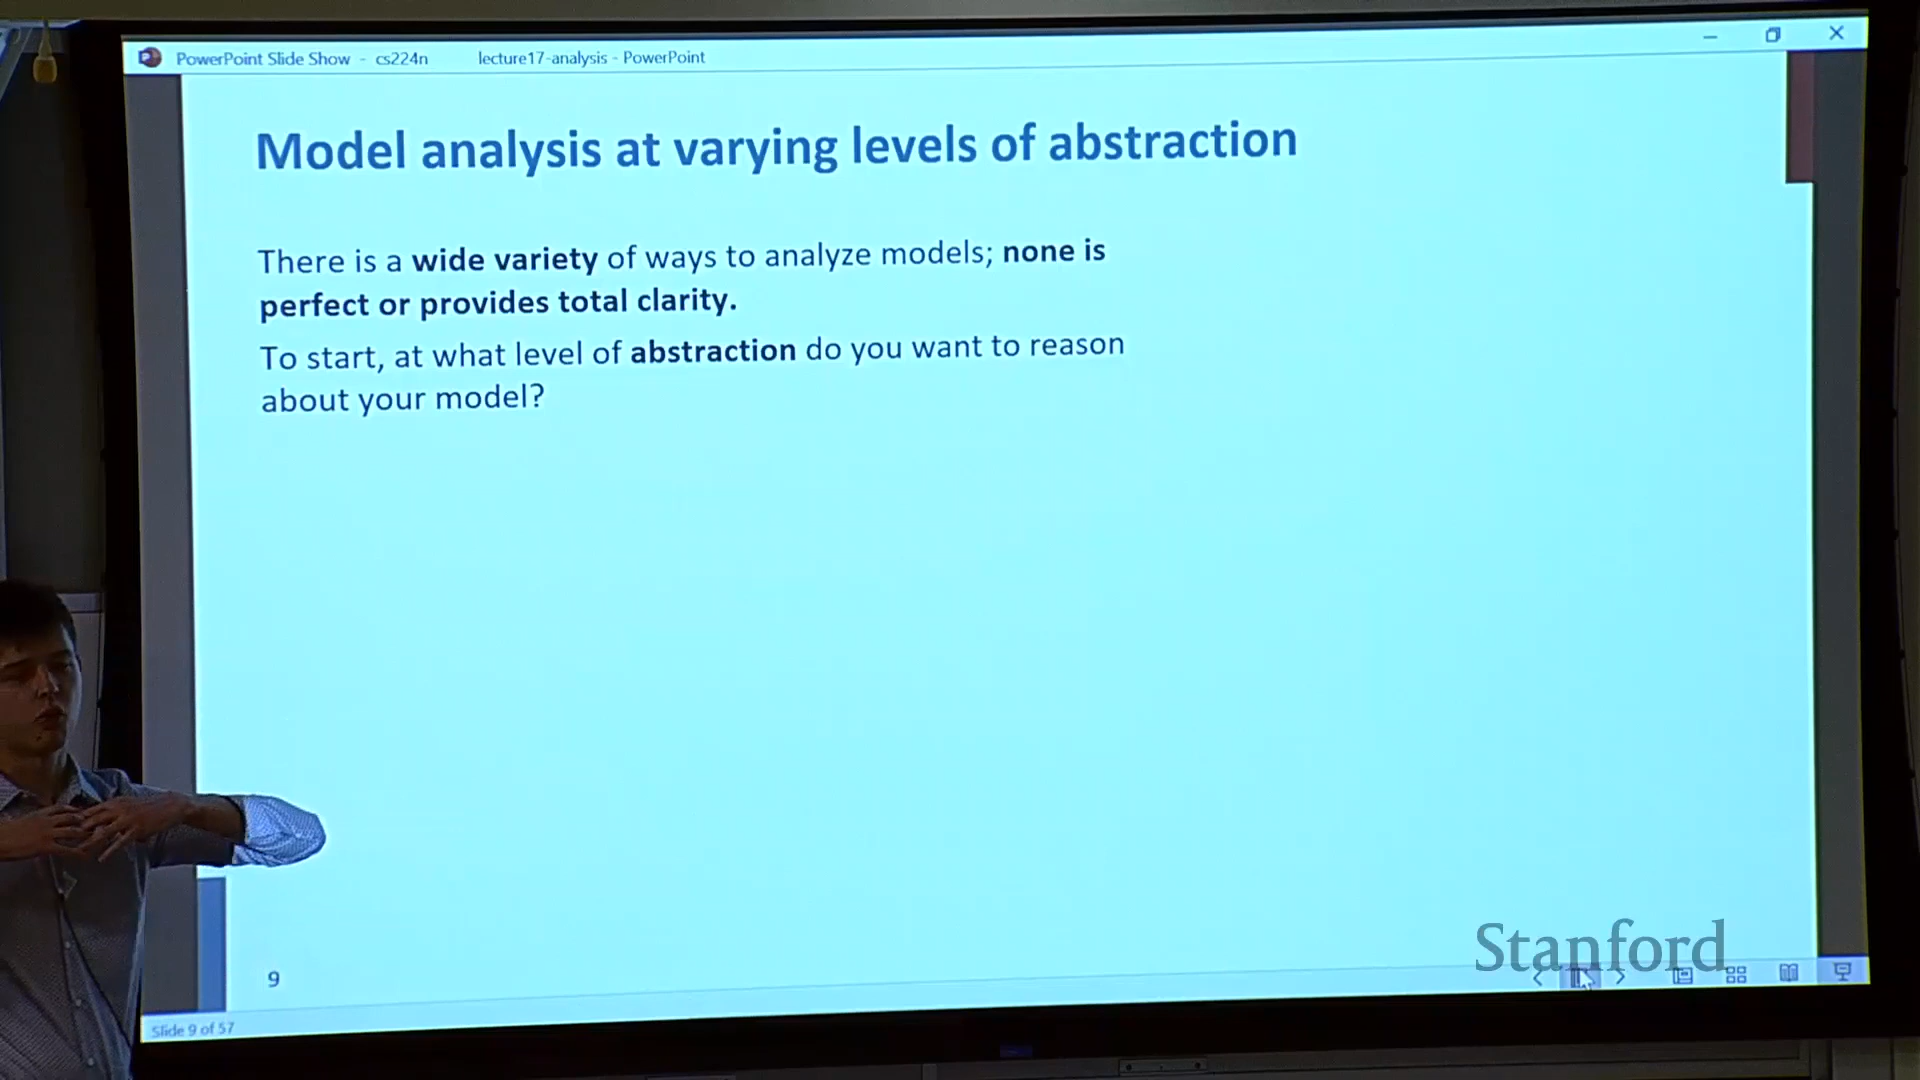 PowerPoint Slide Show - cs224n lecture17-analysis - PowerPoint
Model analysis at varying levels of abstraction
There is a wide variety of ways to analyze models; none is
perfect or provides total clarity.
To start, at what level of abstraction do you want to reason
about your model?
Stanford
9
Slide 9 of 57